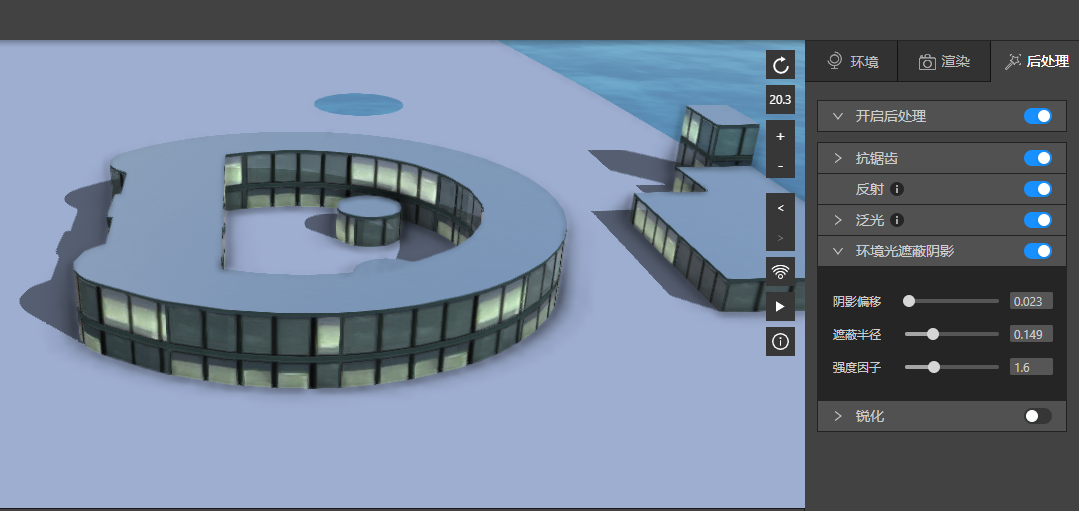 环境
渲染
后处理
20.3
+
-
<
>
开启后处理
抗锯齿
反射
泛光
环境光遮蔽阴影
阴影偏移 0.023
遮蔽半径 0.149
强度因子 1.6
锐化